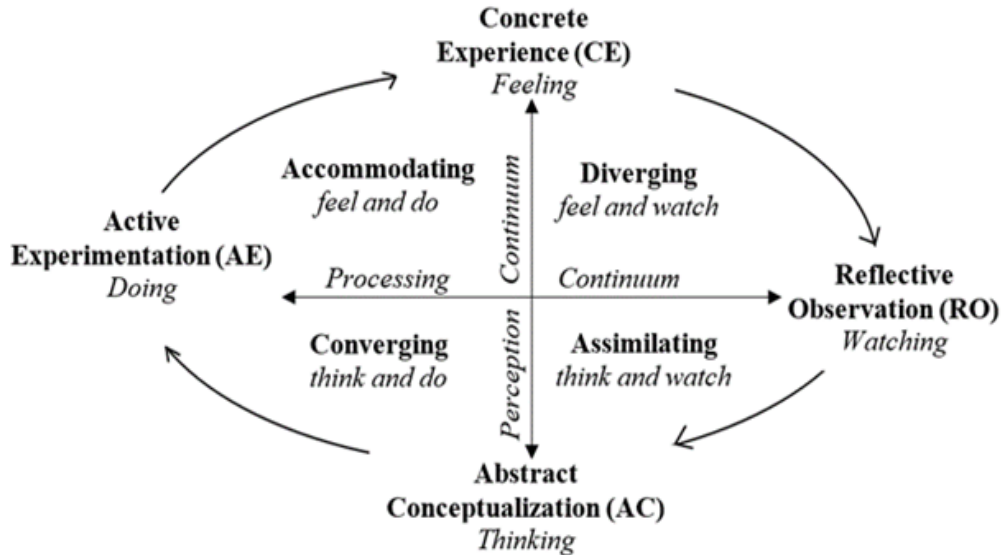 Concrete
Experience (CE)
Feeling
Accommodating
feel and do
Diverging
feel and watch
Active
Experimentation (AE)
Doing
Processing
Continuum
Continuum
Perception
Reflective
Observation (RO)
Watching
Converging
think and do
Assimilating
think and watch
Abstract
Conceptualization (AC)
Thinking